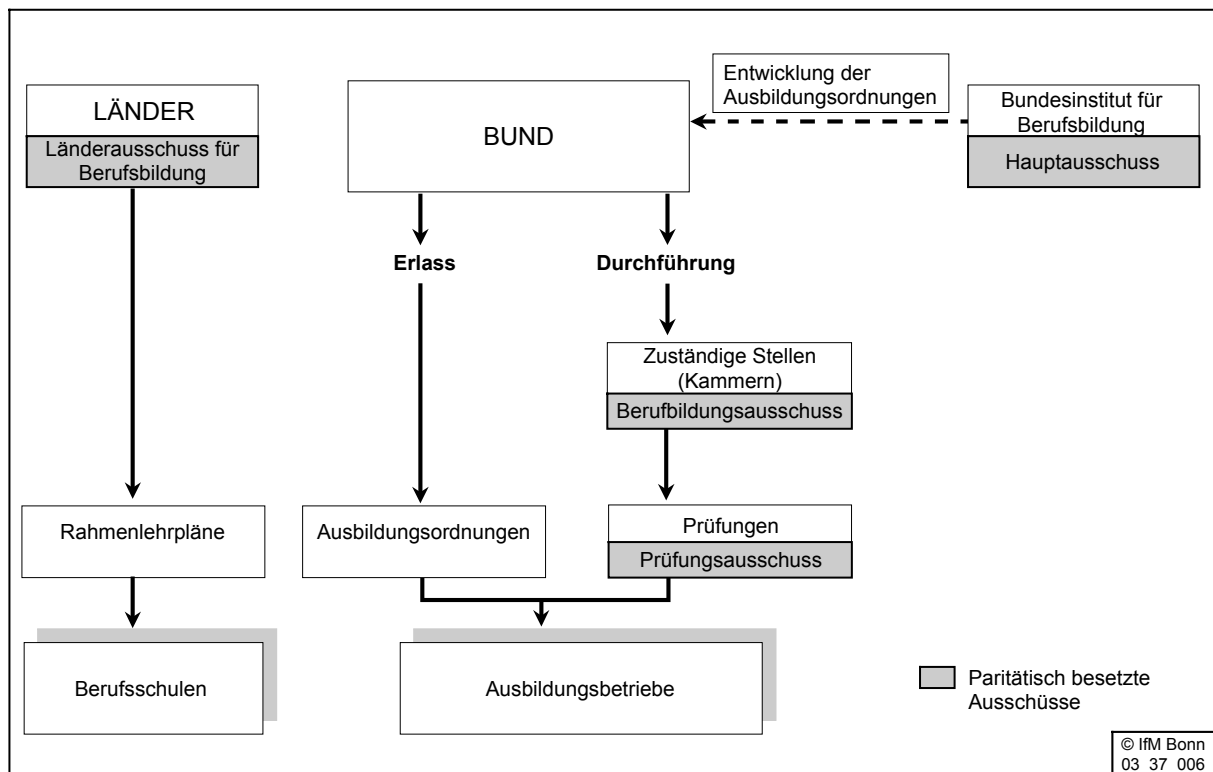 LÄNDER
Länderausschuss für
Berufsbildung
BUND
Entwicklung der
Ausbildungsordnungen
Bundesinstitut für
Berufsbildung
Hauptausschuss
Erlass
Durchführung
Zuständige Stellen
(Kammern)
Berufbildungsausschuss
Rahmenlehrpläne
Ausbildungsordnungen
Prüfungen
Prüfungsausschuss
Berufsschulen
Ausbildungsbetriebe
Paritätisch besetzte
Ausschüsse
© IfM Bonn
03 37 006